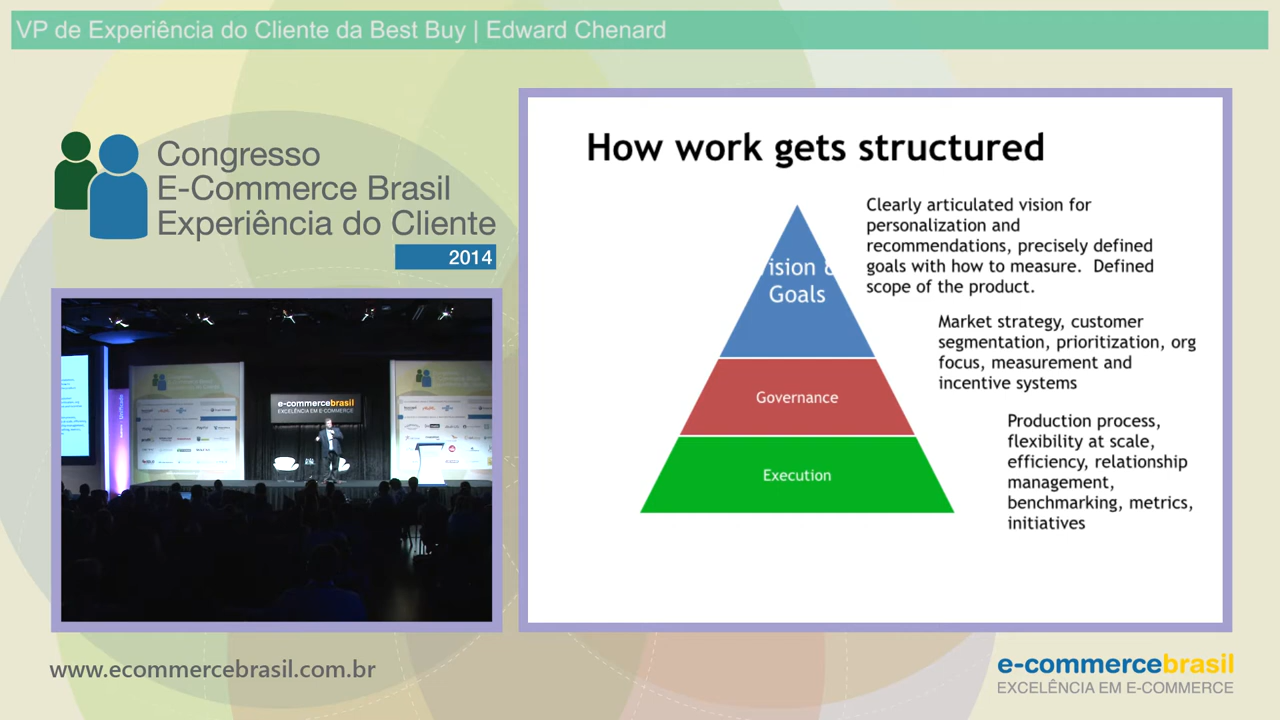 VP de Experiência do Cliente da Best Buy | Edward Chenard
Congresso
E-Commerce Brasil
Experiência do Cliente
2014
e-commercebrasil
EXCELÊNCIA EM E-COMMERCE
How work gets structured
ision &
Goals
Governance
Execution
Clearly articulated vision for
personalization and
recommendations, precisely defined
goals with how to measure. Defined
scope of the product.
Market strategy, customer
segmentation, prioritization, org
focus, measurement and
incentive systems
Production process,
flexibility at scale,
efficiency, relationship
management,
benchmarking, metrics,
initiatives
www.ecommercebrasil.com.br
e-commercebrasil
EXCELÊNCIA EM E-COMMERCE